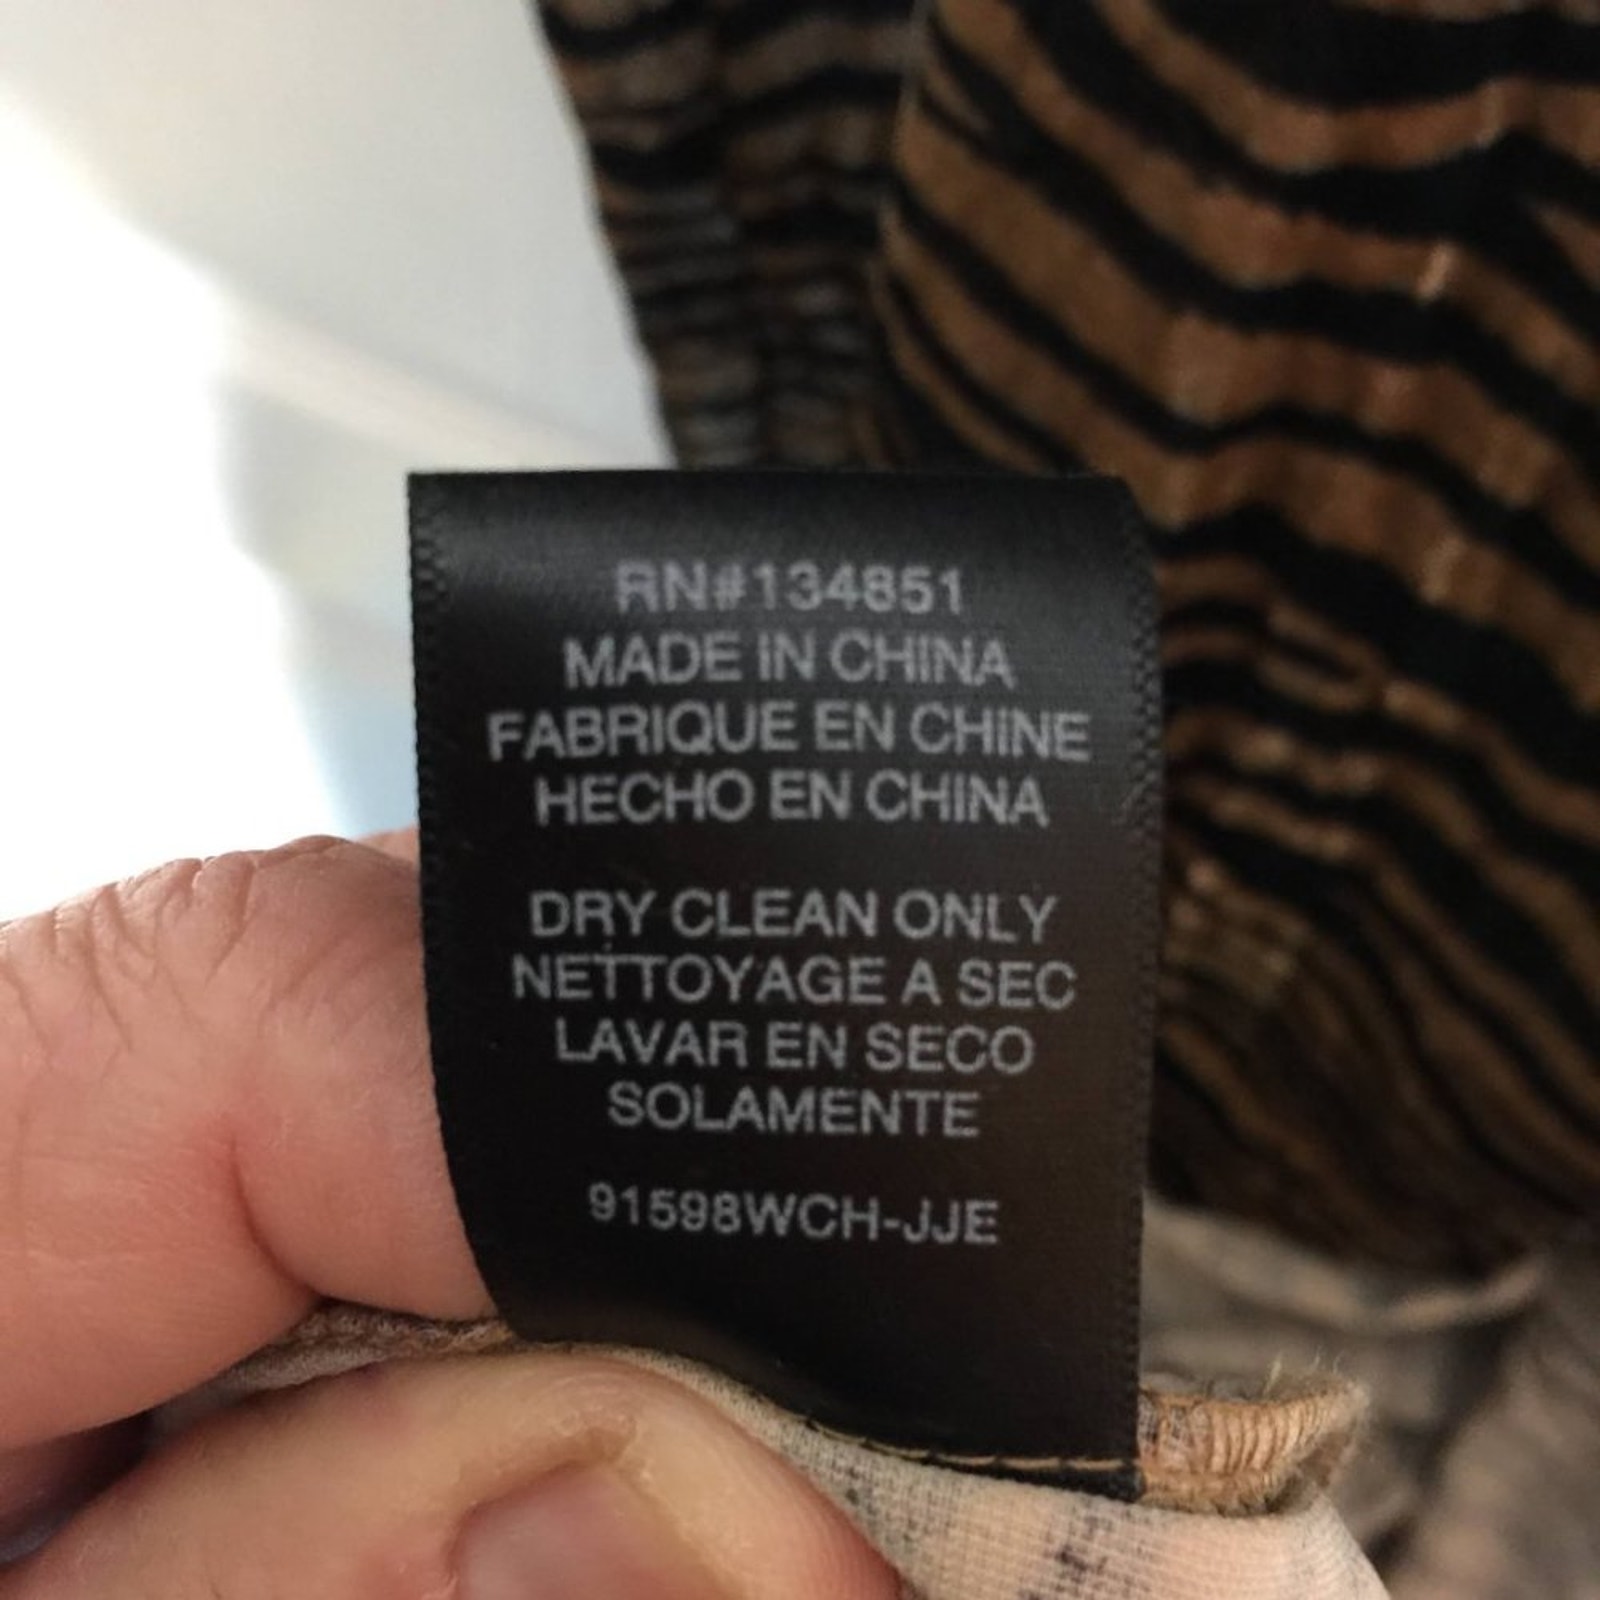 RN#134851
MADE IN CHINA
FABRIQUE EN CHINE
HECHO EN CHINA
DRY CLEAN ONLY
NETTOYAGE A SEC
LAVAR EN SECO
SOLAMENTE
91598WCH-JJE